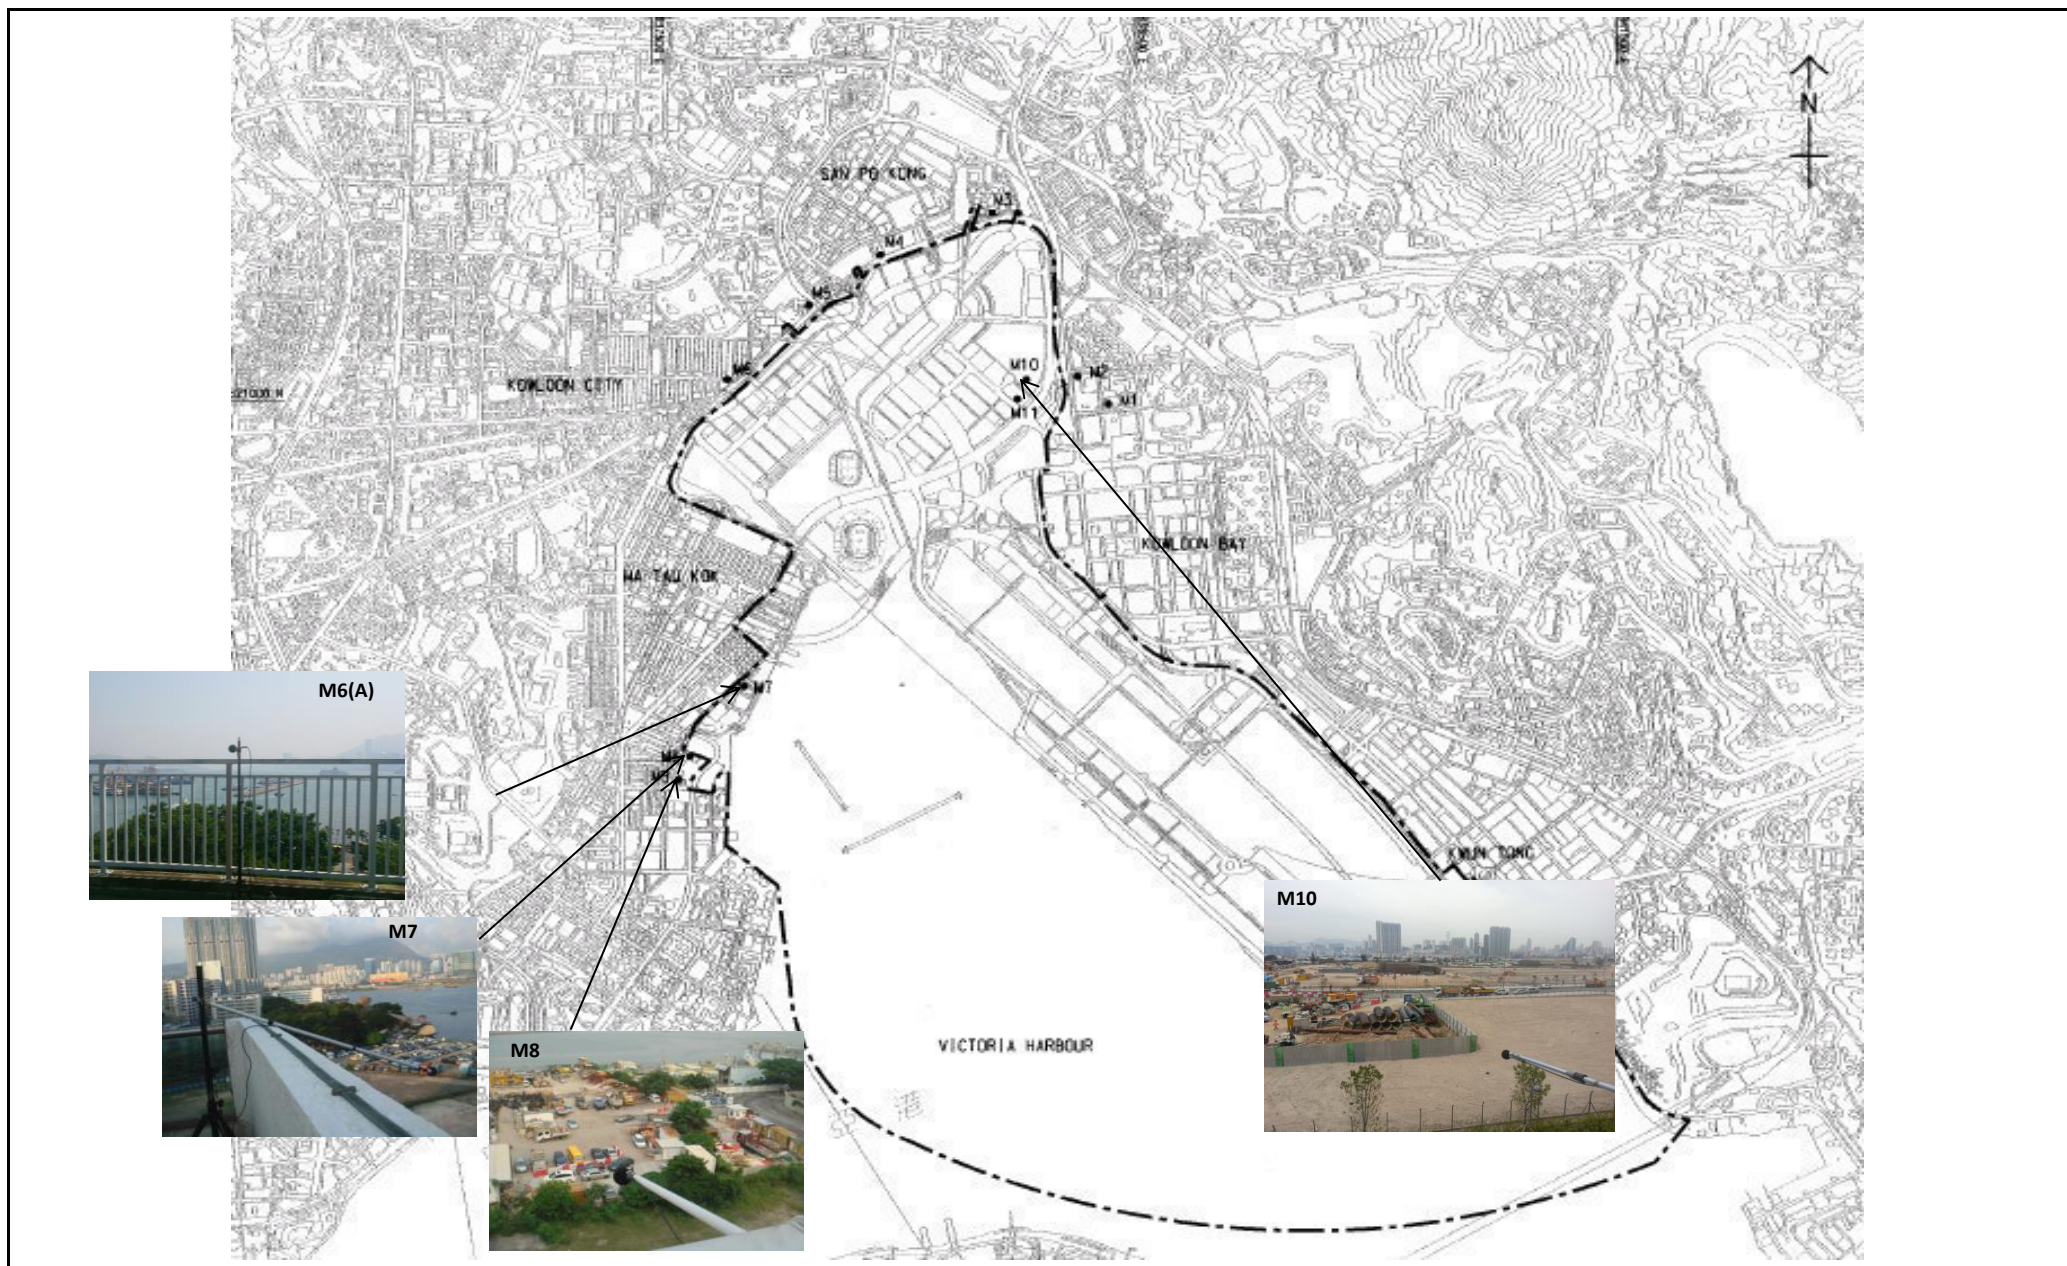 N
SAN PO KONG
M3
M4
M5
M6
KOWLOON CITY
M10
M2
M1
M11
KOWLOON BAY
MA TAU KOK
M7
M6(A)
KWUN TONG
M10
M7
VICTORIA HARBOUR
M8
港